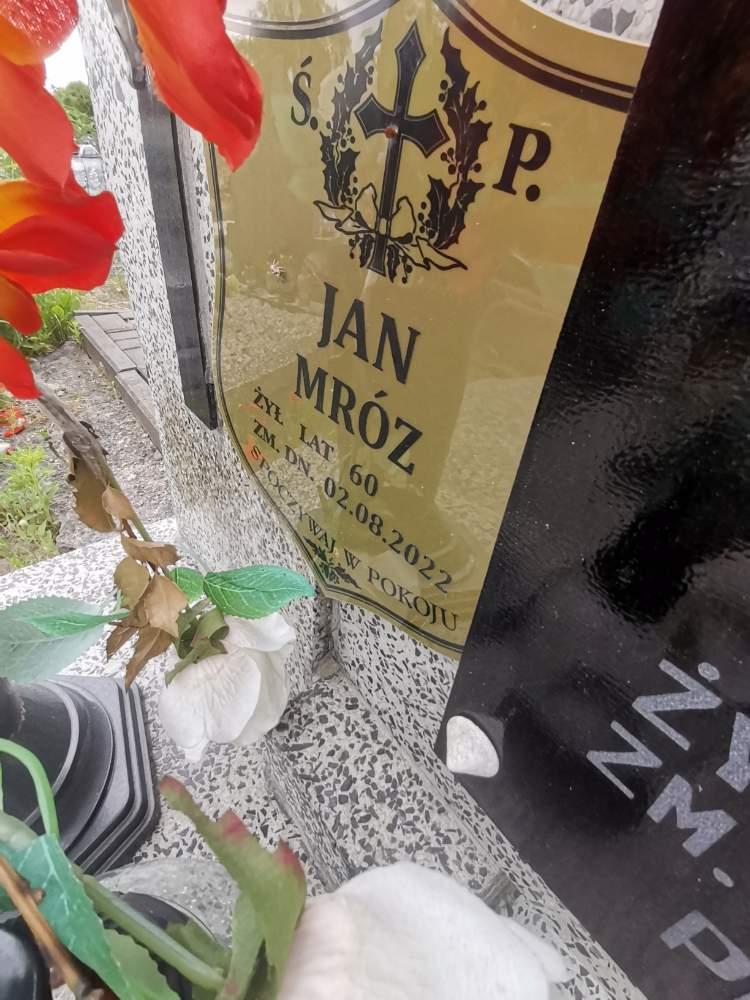 Ś. P.
JAN
MRÓZ
ŻYŁ LAT 60
ZM. DN. 02.08.2022
SPOCZYWAJ W POKOJU